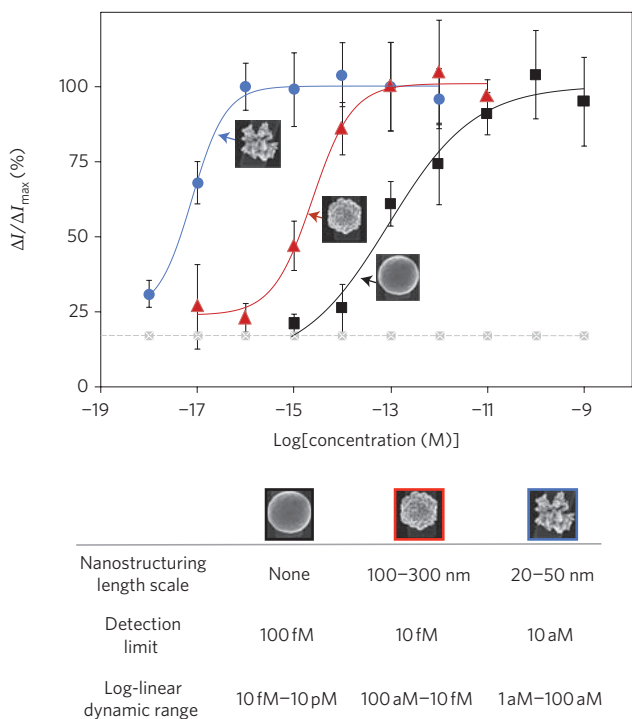 100
75
50
25
0
ΔI/ΔImax (%)
−19 −17 −15 −13 −11 −9
Log[concentration (M)]
Nanostructuring
length scale
None
100–300 nm
20–50 nm
Detection
limit
100 fM
10 fM
10 aM
Log-linear
dynamic range
10 fM–10 pM
100 aM–10 fM
1 aM–100 aM